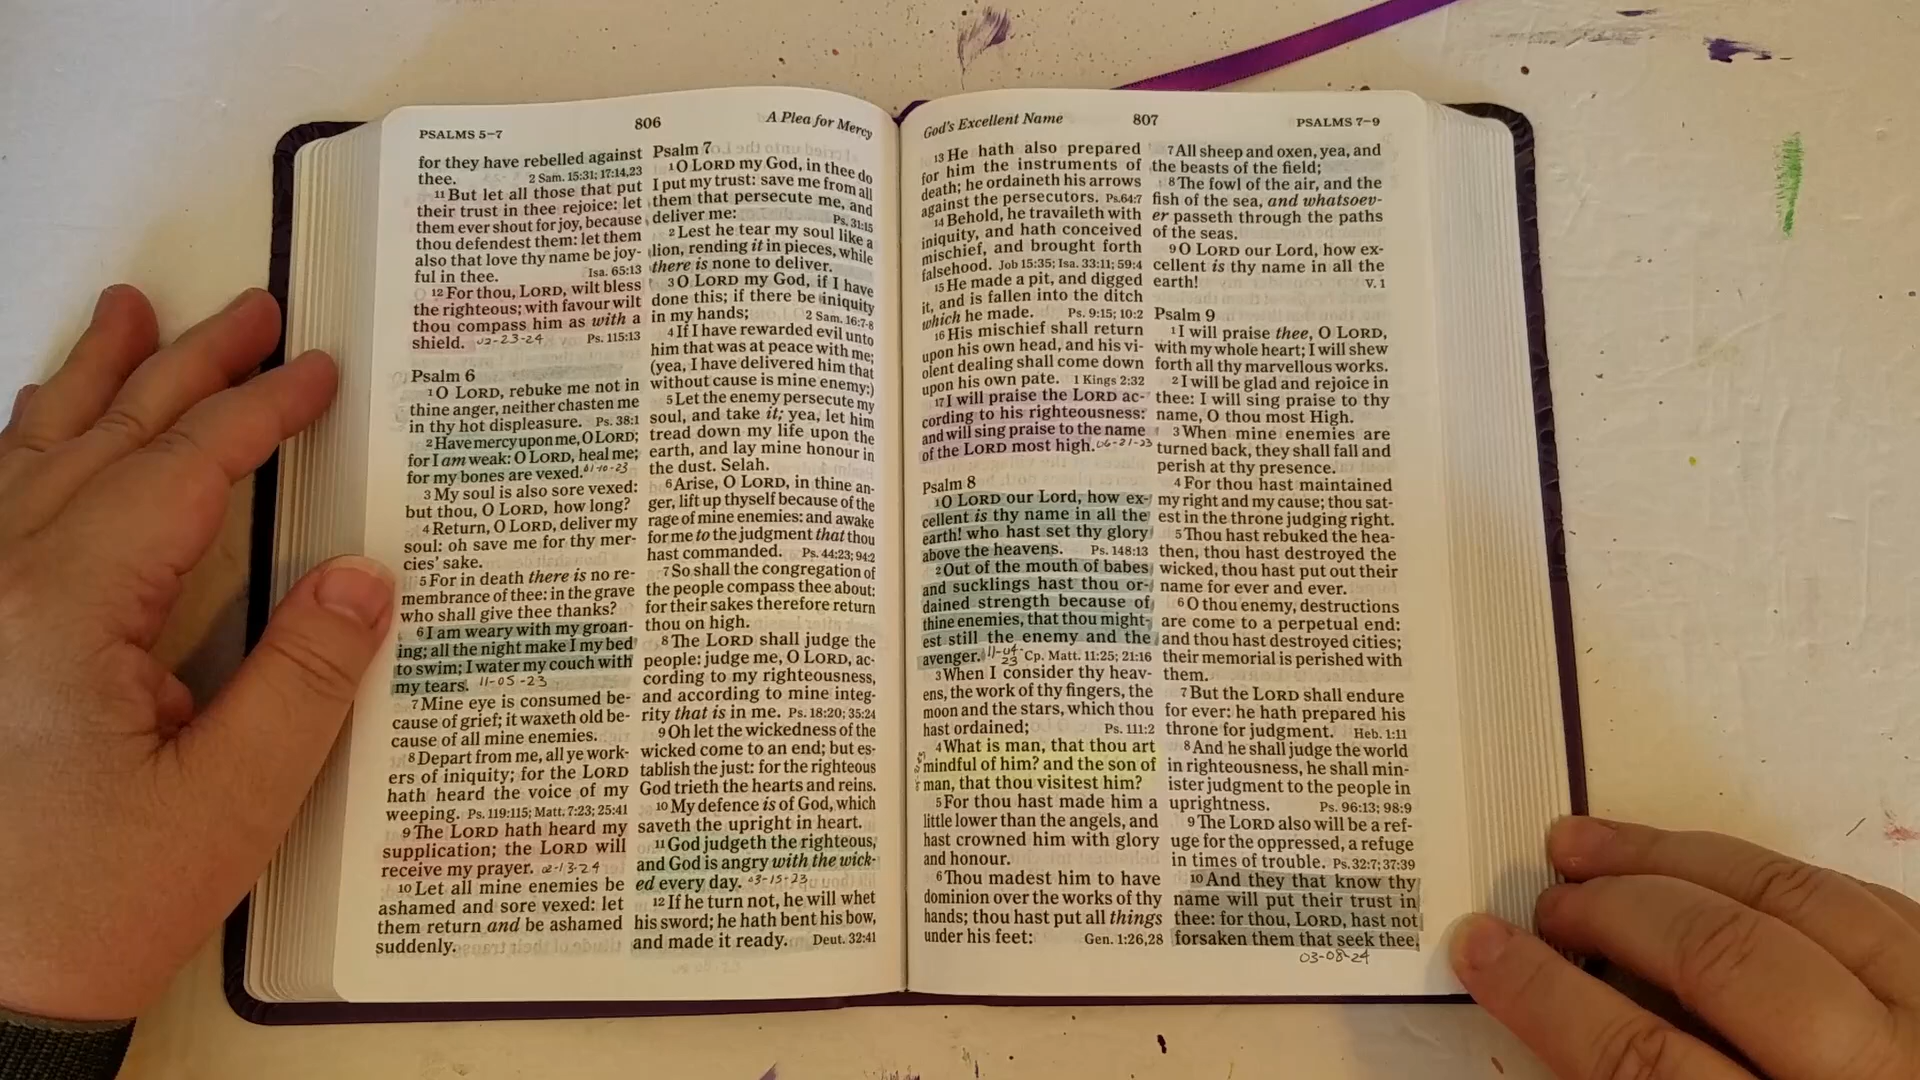 PSALMS 5–7
806
A Plea for Mercy
for they have rebelled against
thee. 2 Sam. 15:31; 17:14,23
11 But let all those that put
their trust in thee rejoice: let
them ever shout for joy, because
thou defendest them: let them
also that love thy name be joy-
ful in thee. Isa. 65:13
12 For thou, LORD, wilt bless
the righteous; with favour wilt
thou compass him as with a
shield. 02-23-24 Ps. 115:13
Psalm 6
1 O LORD, rebuke me not in
thine anger, neither chasten me
in thy hot displeasure. Ps. 38:1
2 Have mercy upon me, O LORD;
for I am weak: O LORD, heal me;
for my bones are vexed. 01-10-23
3 My soul is also sore vexed:
but thou, O LORD, how long?
4 Return, O LORD, deliver my
soul: oh save me for thy mer-
cies' sake.
5 For in death there is no re-
membrance of thee: in the grave
who shall give thee thanks?
6 I am weary with my groan-
ing; all the night make I my bed
to swim; I water my couch with
my tears. 11-05-23
7 Mine eye is consumed be-
cause of grief; it waxeth old be-
cause of all mine enemies.
8 Depart from me, all ye work-
ers of iniquity; for the LORD
hath heard the voice of my
weeping. Ps. 119:115; Matt. 7:23; 25:41
9 The LORD hath heard my
supplication; the LORD will
receive my prayer. 02-13-24
10 Let all mine enemies be
ashamed and sore vexed: let
them return and be ashamed
suddenly.
Psalm 7
1 O LORD my God, in thee do
I put my trust: save me from all
them that persecute me, and
deliver me: Ps. 31:15
2 Lest he tear my soul like a
lion, rending it in pieces, while
there is none to deliver.
3 O LORD my God, if I have
done this; if there be iniquity
in my hands; 2 Sam. 16:7-8
4 If I have rewarded evil unto
him that was at peace with me;
(yea, I have delivered him that
without cause is mine enemy:)
5 Let the enemy persecute my
soul, and take it; yea, let him
tread down my life upon the
earth, and lay mine honour in
the dust. Selah.
6 Arise, O LORD, in thine an-
ger, lift up thyself because of the
rage of mine enemies: and awake
for me to the judgment that thou
hast commanded. Ps. 44:23; 94:2
7 So shall the congregation of
the people compass thee about:
for their sakes therefore return
thou on high.
8 The LORD shall judge the
people: judge me, O LORD, ac-
cording to my righteousness,
and according to mine integ-
rity that is in me. Ps. 18:20; 35:24
9 Oh let the wickedness of the
wicked come to an end; but es-
tablish the just: for the righteous
God trieth the hearts and reins.
10 My defence is of God, which
saveth the upright in heart.
11 God judgeth the righteous,
and God is angry with the wick-
ed every day. 03-15-23
12 If he turn not, he will whet
his sword; he hath bent his bow,
and made it ready. Deut. 32:41
God's Excellent Name
807
PSALMS 7–9
13 He hath also prepared
for him the instruments of
death; he ordaineth his arrows
against the persecutors. Ps.64:7
14 Behold, he travaileth with
iniquity, and hath conceived
mischief, and brought forth
falsehood. Job 15:35; Isa. 33:11; 59:4
15 He made a pit, and digged
it, and is fallen into the ditch
which he made. Ps. 9:15; 10:2
16 His mischief shall return
upon his own head, and his vi-
olent dealing shall come down
upon his own pate. 1 Kings 2:32
17 I will praise the LORD ac-
cording to his righteousness:
and will sing praise to the name
of the LORD most high. 06-21-23
Psalm 8
1 O LORD our Lord, how ex-
cellent is thy name in all the
earth! who hast set thy glory
above the heavens. Ps. 148:13
2 Out of the mouth of babes
and sucklings hast thou or-
dained strength because of
thine enemies, that thou might-
est still the enemy and the
avenger. 11-04-23 Cp. Matt. 11:25; 21:16
3 When I consider thy heav-
ens, the work of thy fingers, the
moon and the stars, which thou
hast ordained; Ps. 111:2
4 What is man, that thou art
mindful of him? and the son of
man, that thou visitest him?
5 For thou hast made him a
little lower than the angels, and
hast crowned him with glory
and honour.
6 Thou madest him to have
dominion over the works of thy
hands; thou hast put all things
under his feet: Gen. 1:26,28
7 All sheep and oxen, yea, and
the beasts of the field;
8 The fowl of the air, and the
fish of the sea, and whatsoev-
er passeth through the paths
of the seas.
9 O LORD our Lord, how ex-
cellent is thy name in all the
earth! V. 1
Psalm 9
1 I will praise thee, O LORD,
with my whole heart; I will shew
forth all thy marvellous works.
2 I will be glad and rejoice in
thee: I will sing praise to thy
name, O thou most High.
3 When mine enemies are
turned back, they shall fall and
perish at thy presence.
4 For thou hast maintained
my right and my cause; thou sat-
est in the throne judging right.
5 Thou hast rebuked the hea-
then, thou hast destroyed the
wicked, thou hast put out their
name for ever and ever.
6 O thou enemy, destructions
are come to a perpetual end:
and thou hast destroyed cities;
their memorial is perished with
them.
7 But the LORD shall endure
for ever: he hath prepared his
throne for judgment. Heb. 1:11
8 And he shall judge the world
in righteousness, he shall min-
ister judgment to the people in
uprightness. Ps. 96:13; 98:9
9 The LORD also will be a ref-
uge for the oppressed, a refuge
in times of trouble. Ps. 32:7; 37:39
10 And they that know thy
name will put their trust in
thee: for thou, LORD, hast not
forsaken them that seek thee.
03-08-24